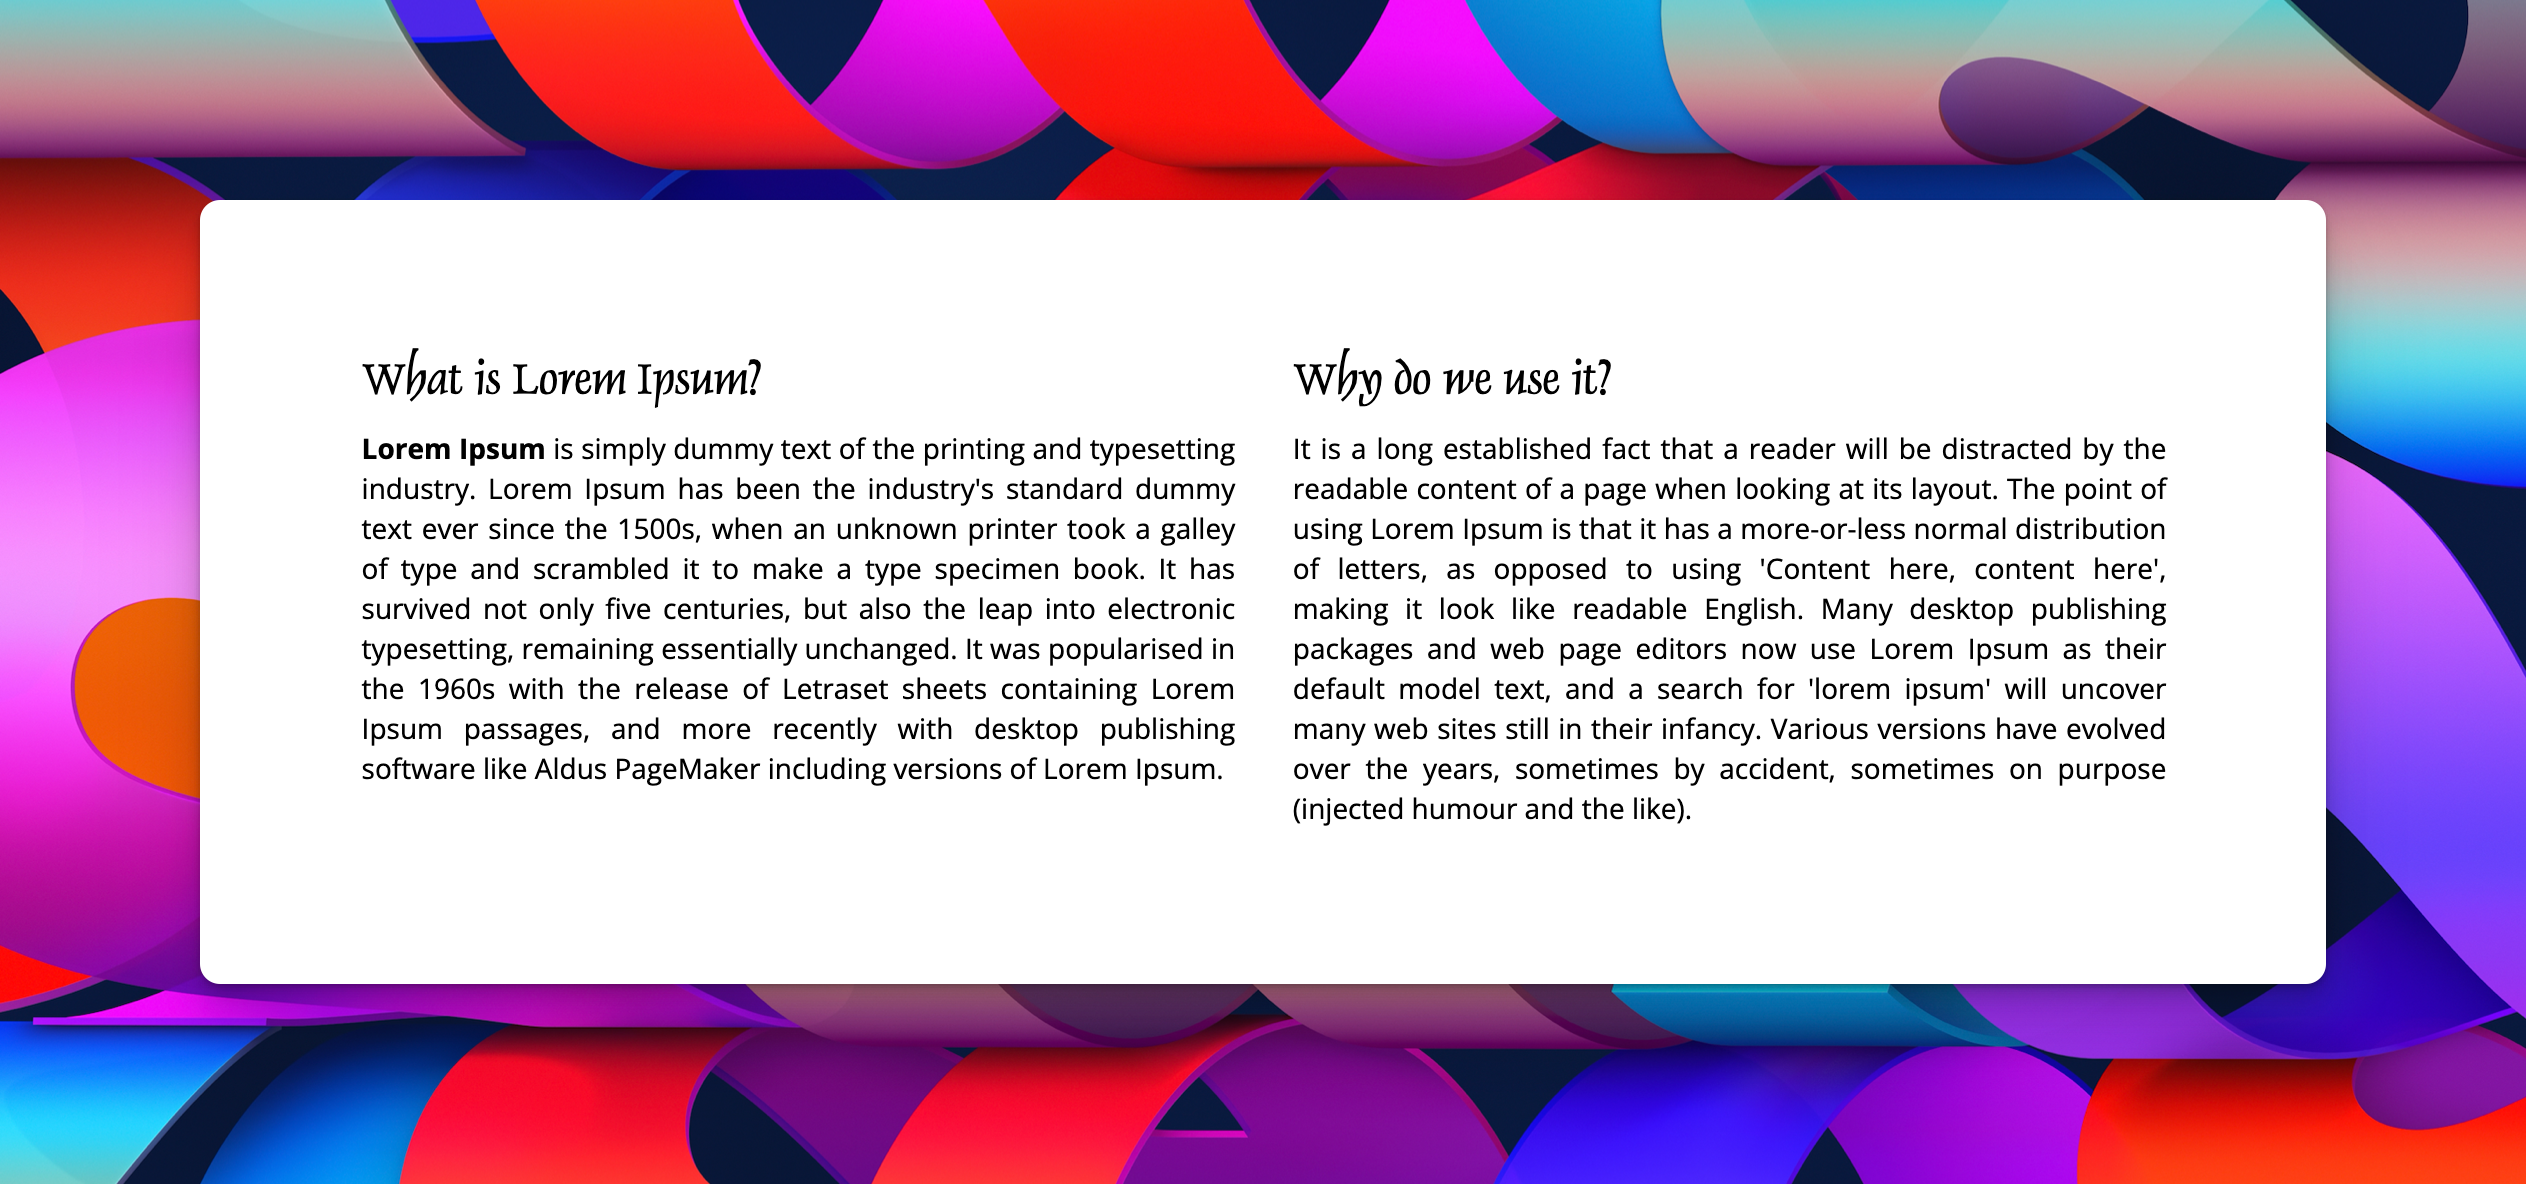 What is Lorem Ipsum?
Lorem Ipsum is simply dummy text of the printing and typesetting
industry. Lorem Ipsum has been the industry's standard dummy
text ever since the 1500s, when an unknown printer took a galley
of type and scrambled it to make a type specimen book. It has
survived not only five centuries, but also the leap into electronic
typesetting, remaining essentially unchanged. It was popularised in
the 1960s with the release of Letraset sheets containing Lorem
Ipsum passages, and more recently with desktop publishing
software like Aldus PageMaker including versions of Lorem Ipsum.
Why do we use it?
It is a long established fact that a reader will be distracted by the
readable content of a page when looking at its layout. The point of
using Lorem Ipsum is that it has a more-or-less normal distribution
of letters, as opposed to using 'Content here, content here',
making it look like readable English. Many desktop publishing
packages and web page editors now use Lorem Ipsum as their
default model text, and a search for 'lorem ipsum' will uncover
many web sites still in their infancy. Various versions have evolved
over the years, sometimes by accident, sometimes on purpose
(injected humour and the like).